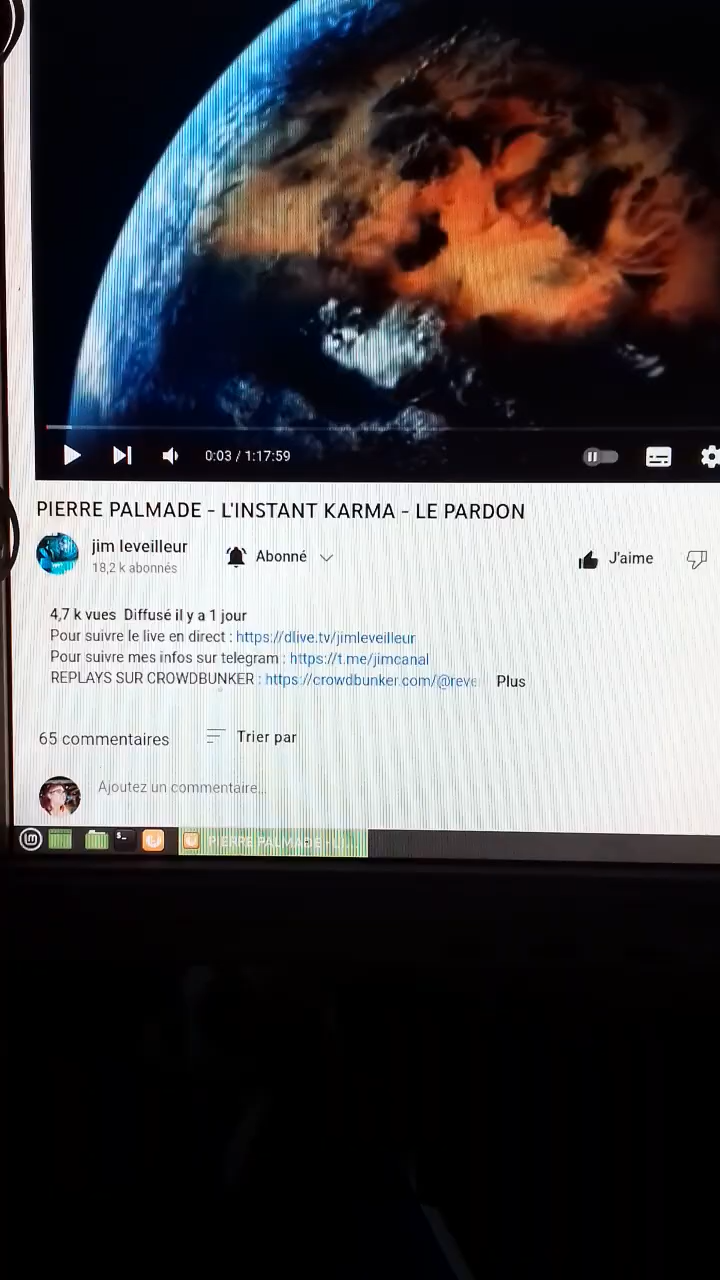 0:03 / 1:17:59
PIERRE PALMADE - L'INSTANT KARMA - LE PARDON
jim leveilleur
18,2 k abonnés
Abonné
J'aime
4,7 k vues Diffusé il y a 1 jour
Pour suivre le live en direct : https://dlive.tv/jimleveilleur
Pour suivre mes infos sur telegram : https://t.me/jimcanal
REPLAYS SUR CROWDBUNKER : https://crowdbunker.com/@reve Plus
65 commentaires
Trier par
Ajoutez un commentaire...
PIERRE PALMADE - L'I...